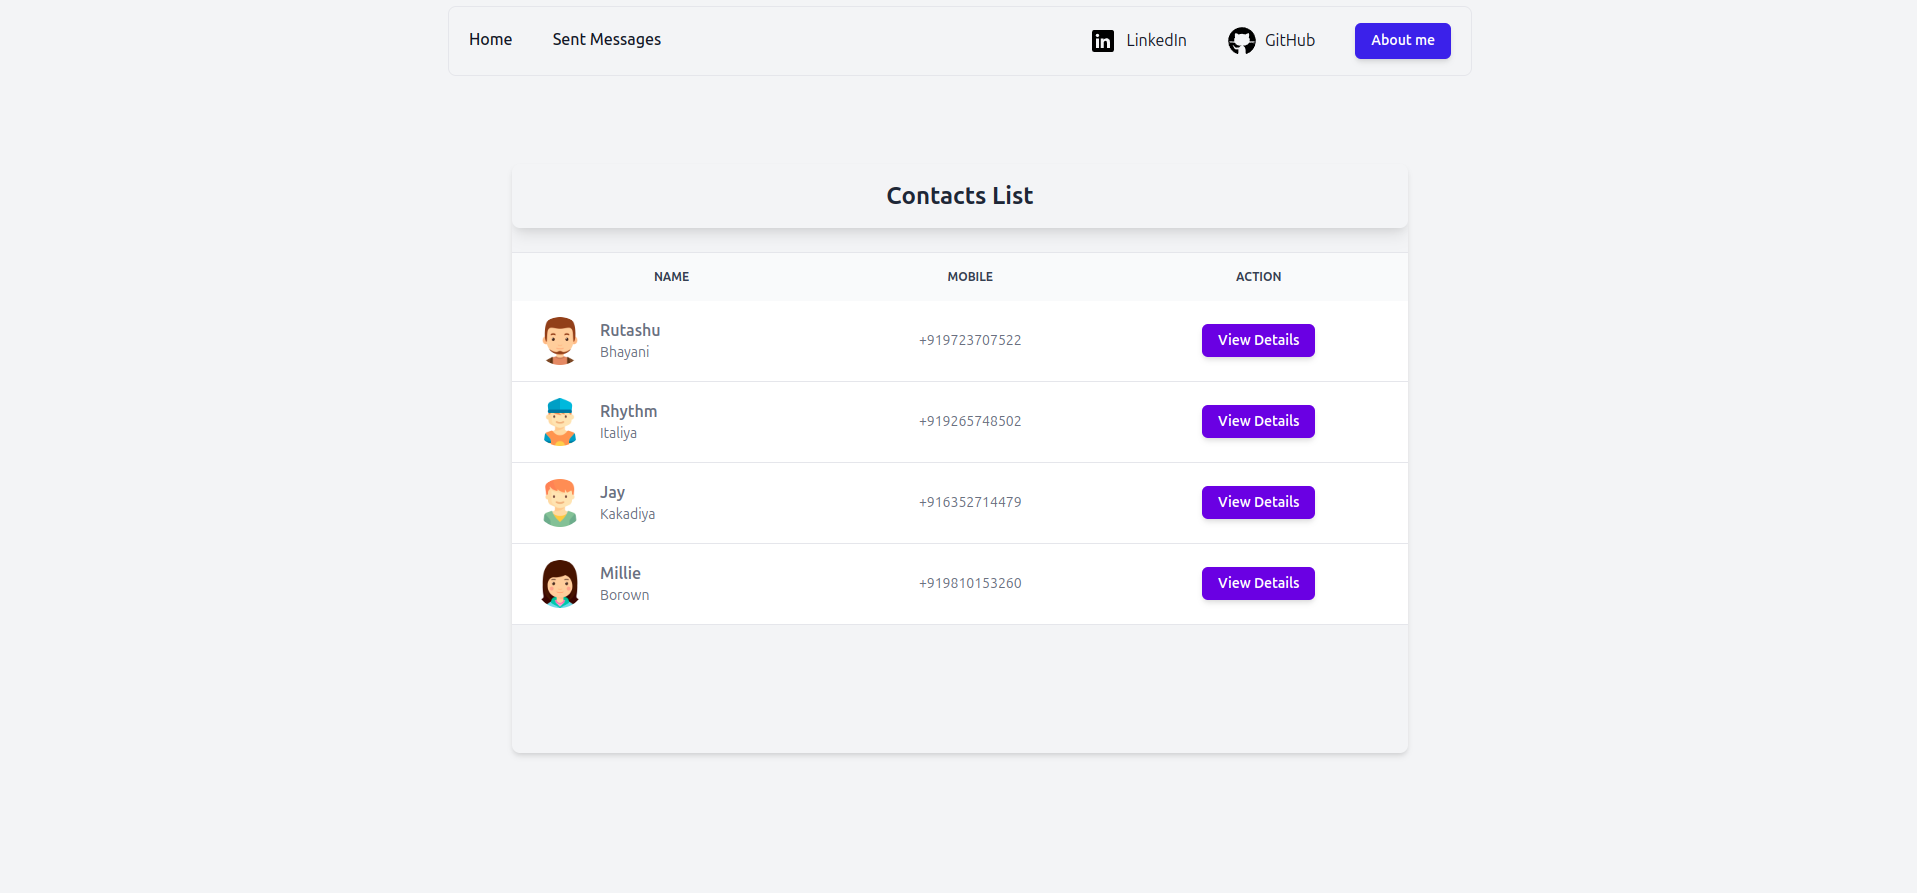 Home Sent Messages LinkedIn GitHub About me
Contacts List
NAME MOBILE ACTION
Rutashu
Bhayani
+919723707522 View Details
Rhythm
Italiya
+919265748502 View Details
Jay
Kakadiya
+916352714479 View Details
Millie
Borown
+919810153260 View Details